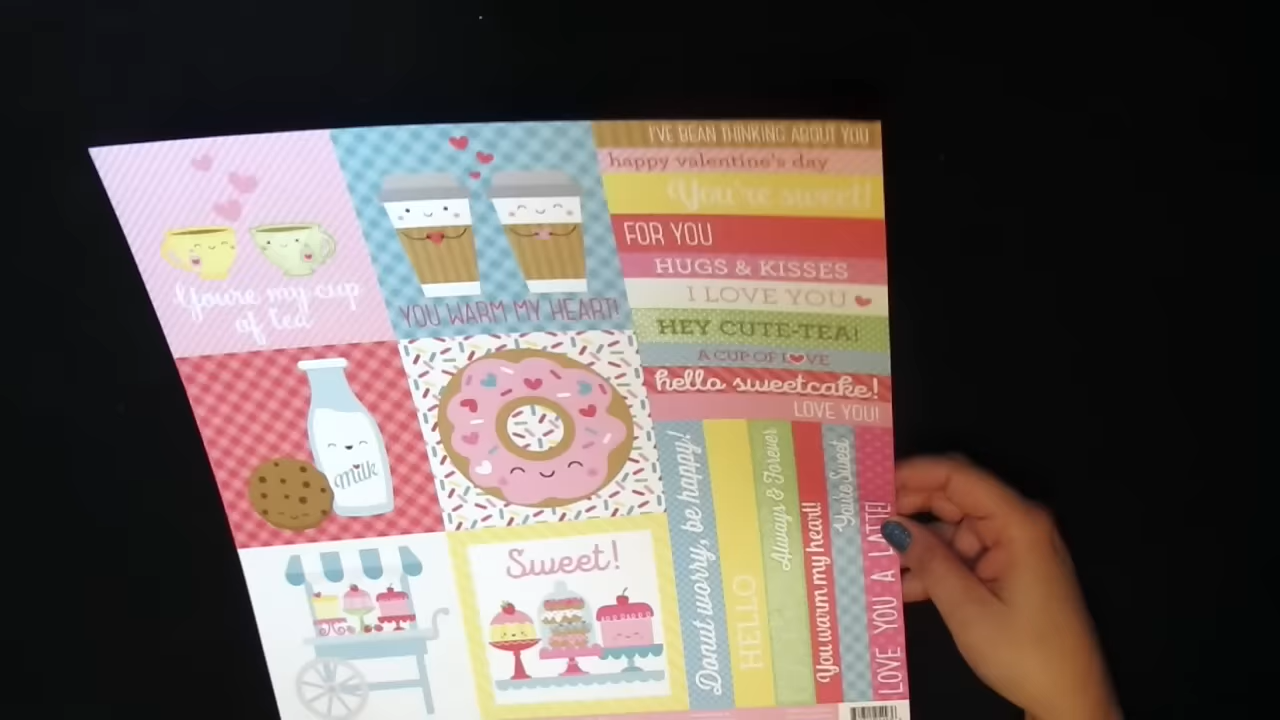 You're my cup
of tea
YOU WARM MY HEART!
Milk
Sweet!
I'VE BEAN THINKING ABOUT YOU
happy valentine's day
You're sweet!
FOR YOU
HUGS & KISSES
I LOVE YOU
HEY CUTE-TEA!
A CUP OF LOVE
hello sweetcake!
LOVE YOU!
Donut worry, be happy!
HELLO
Always & Forever
You warm my heart!
You're Sweet
LOVE YOU A LATTE!